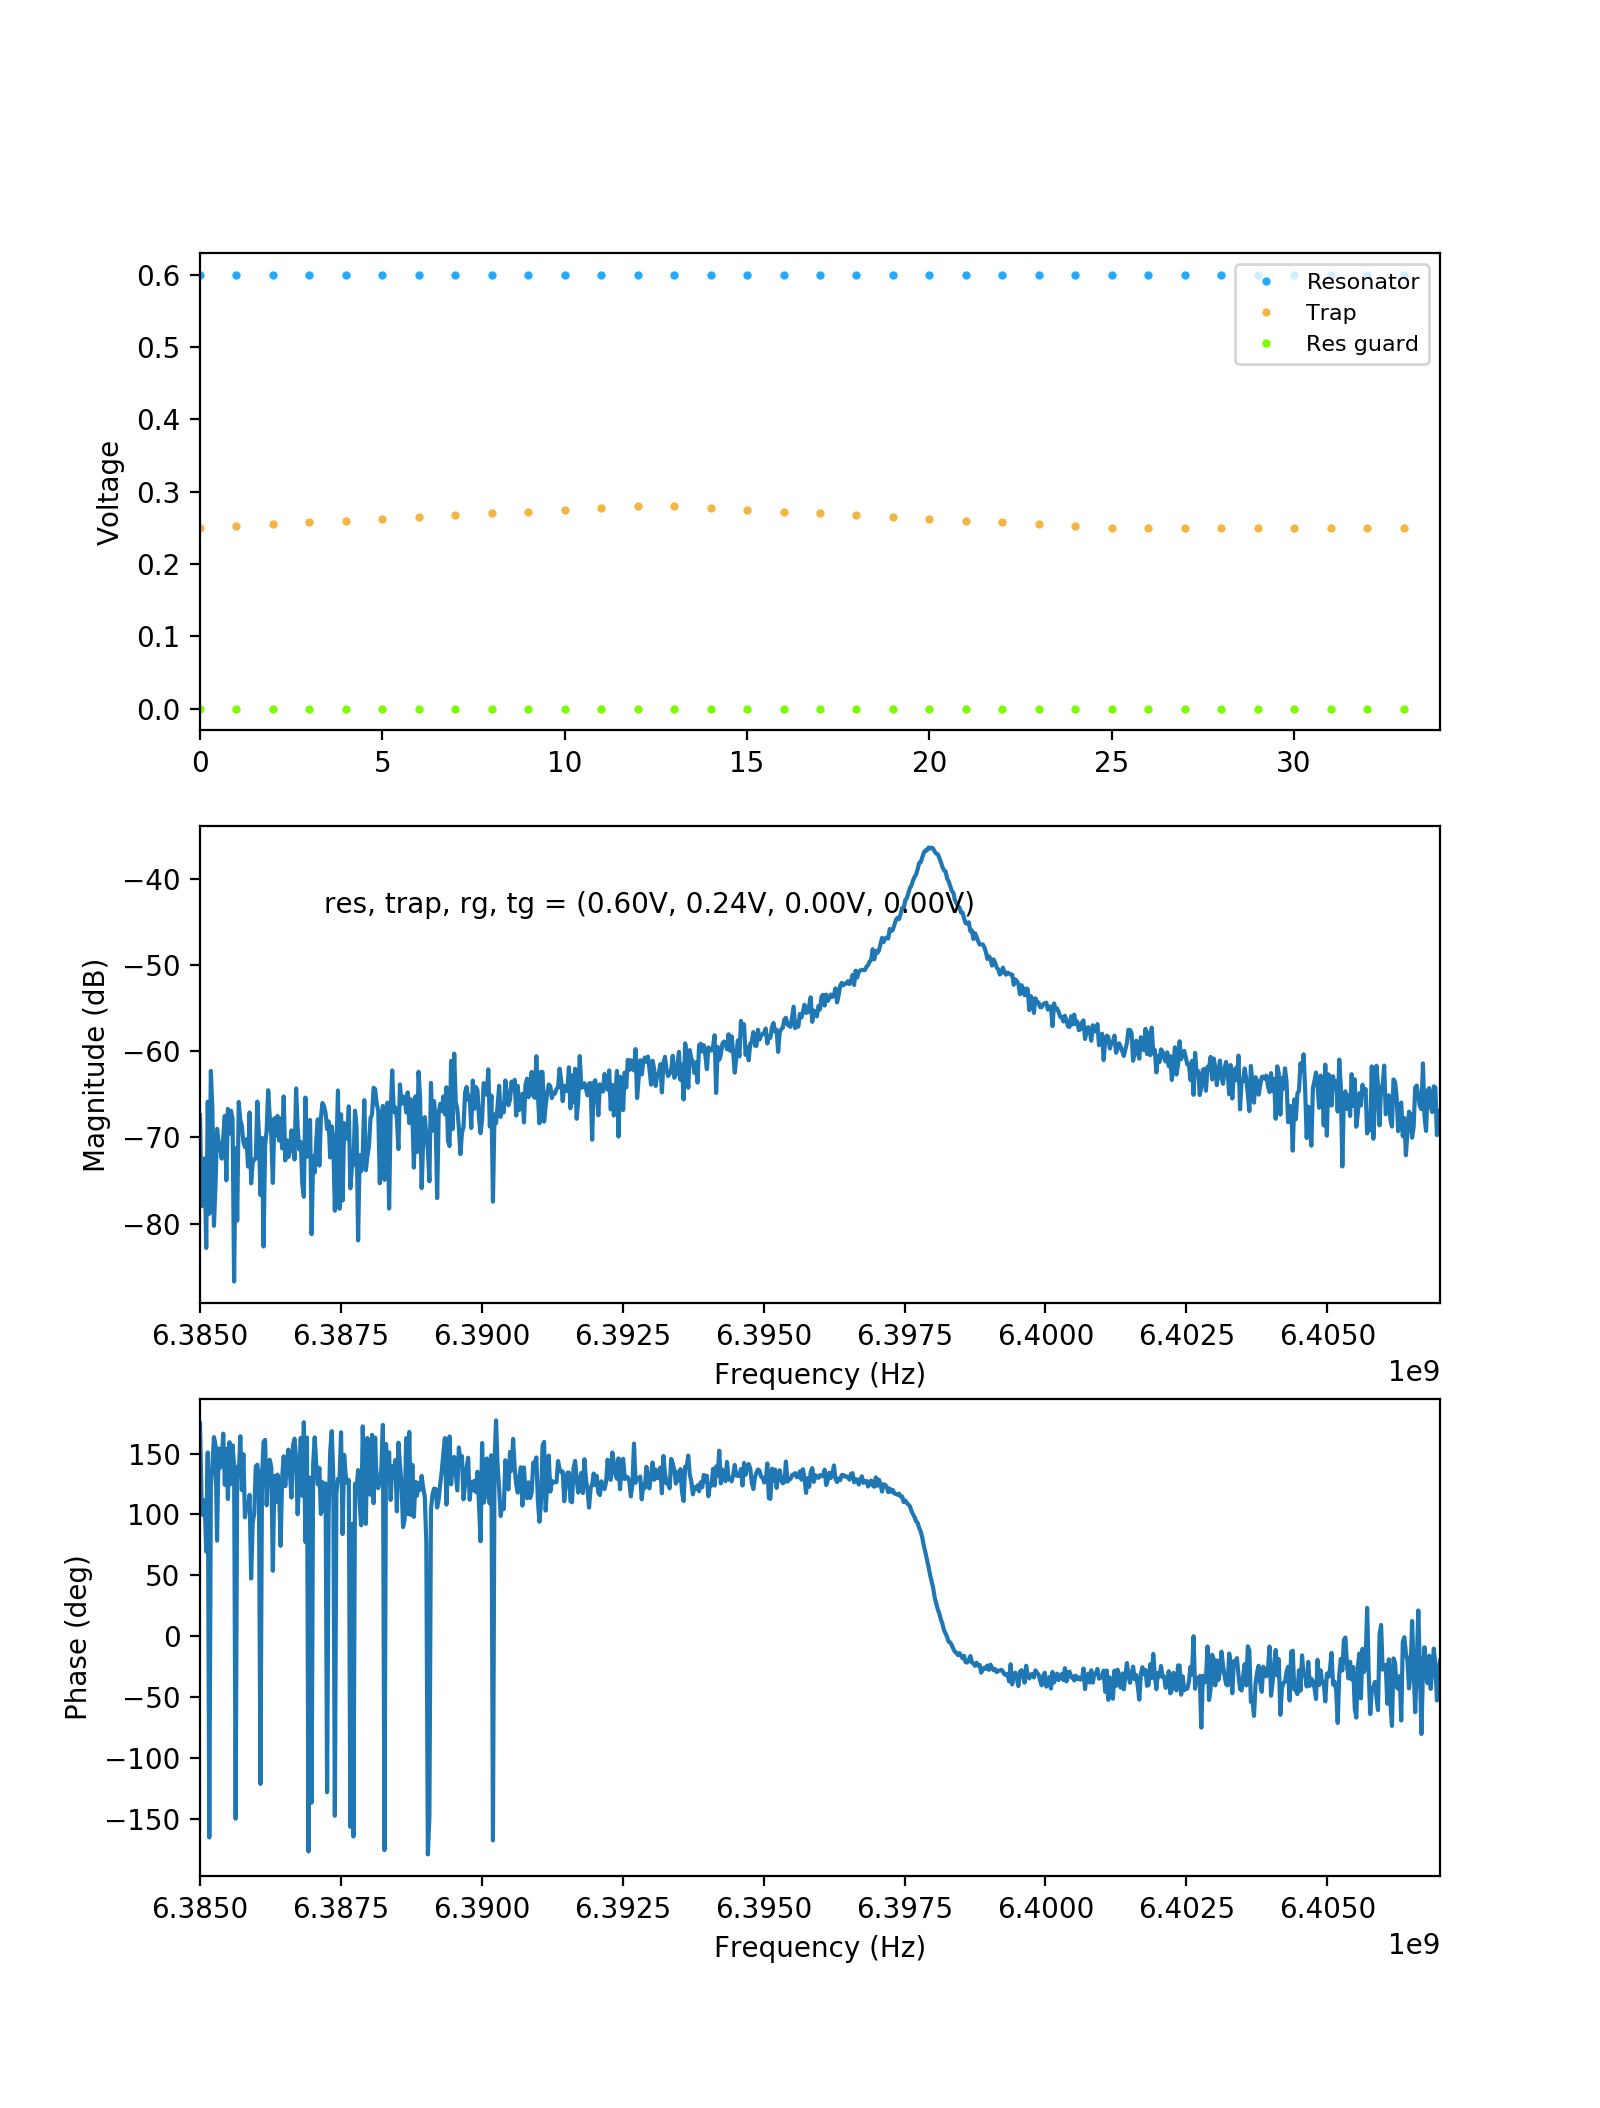 0.6
0.5
0.4
0.3
0.2
0.1
0.0
Voltage
Resonator
Trap
Res guard
0 5 10 15 20 25 30
−40
−50
−60
−70
−80
Magnitude (dB)
res, trap, rg, tg = (0.60V, 0.24V, 0.00V, 0.00V)
6.3850 6.3875 6.3900 6.3925 6.3950 6.3975 6.4000 6.4025 6.4050
1e9
Frequency (Hz)
150
100
50
0
−50
−100
−150
Phase (deg)
6.3850 6.3875 6.3900 6.3925 6.3950 6.3975 6.4000 6.4025 6.4050
1e9
Frequency (Hz)